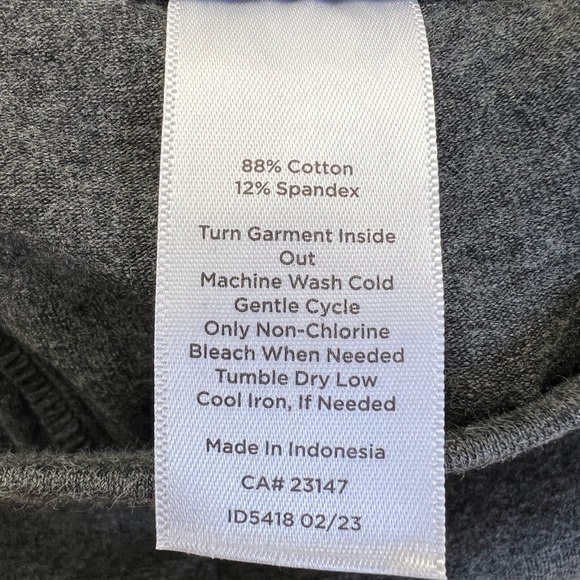 88% Cotton
12% Spandex
Turn Garment Inside
Out
Machine Wash Cold
Gentle Cycle
Only Non-Chlorine
Bleach When Needed
Tumble Dry Low
Cool Iron, If Needed
Made In Indonesia
CA# 23147
ID5418 02/23